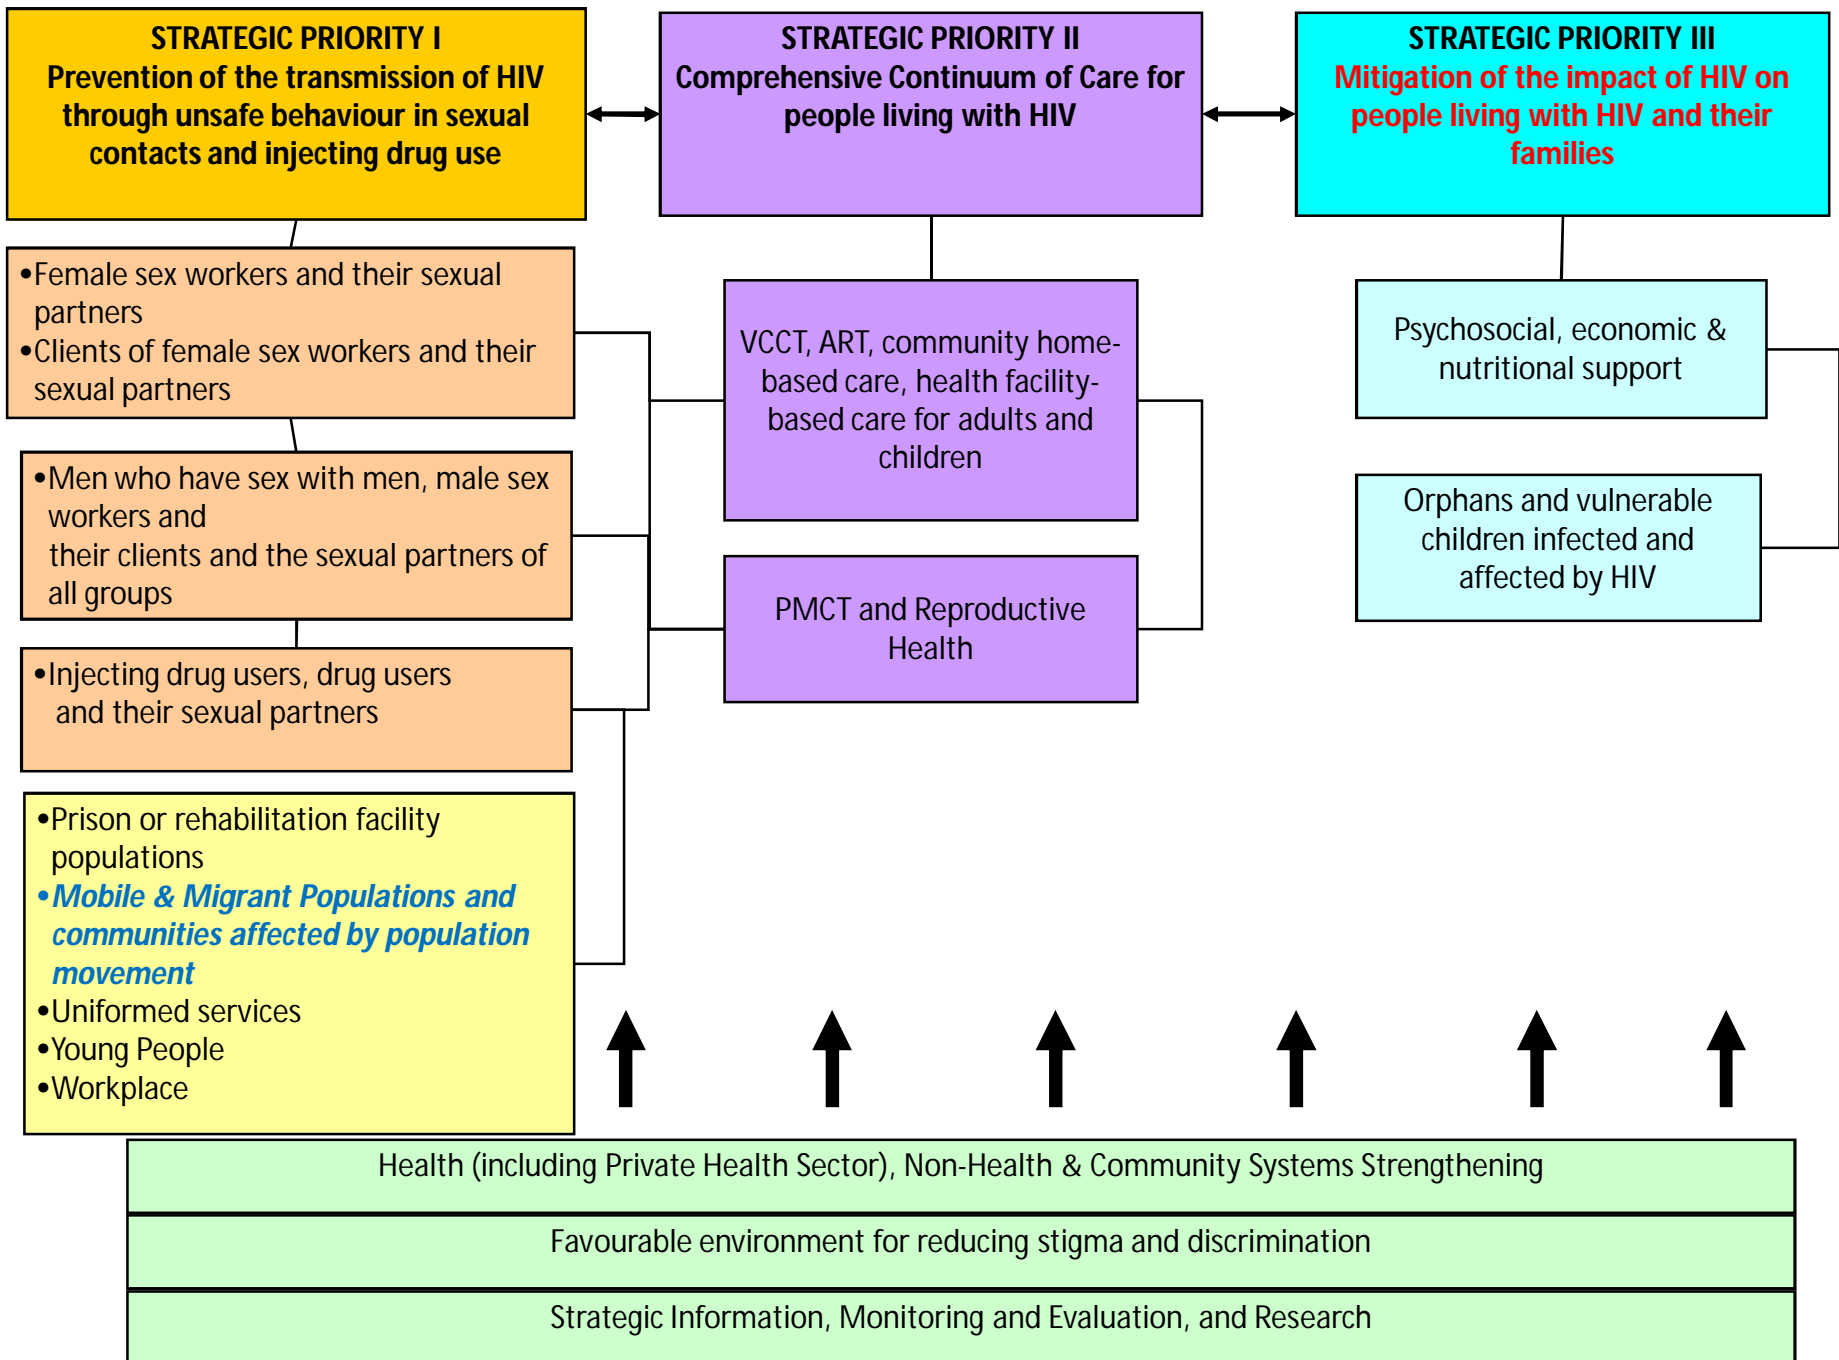 STRATEGIC PRIORITY I
Prevention of the transmission of HIV
through unsafe behaviour in sexual
contacts and injecting drug use
STRATEGIC PRIORITY II
Comprehensive Continuum of Care for
people living with HIV
STRATEGIC PRIORITY III
Mitigation of the impact of HIV on
people living with HIV and their
families
•Female sex workers and their sexual
partners
•Clients of female sex workers and their
sexual partners
•Men who have sex with men, male sex
workers and
their clients and the sexual partners of
all groups
•Injecting drug users, drug users
and their sexual partners
•Prison or rehabilitation facility
populations
•Mobile & Migrant Populations and
communities affected by population
movement
•Uniformed services
•Young People
•Workplace
VCCT, ART, community home-
based care, health facility-
based care for adults and
children
PMCT and Reproductive
Health
Psychosocial, economic &
nutritional support
Orphans and vulnerable
children infected and
affected by HIV
Health (including Private Health Sector), Non-Health & Community Systems Strengthening
Favourable environment for reducing stigma and discrimination
Strategic Information, Monitoring and Evaluation, and Research